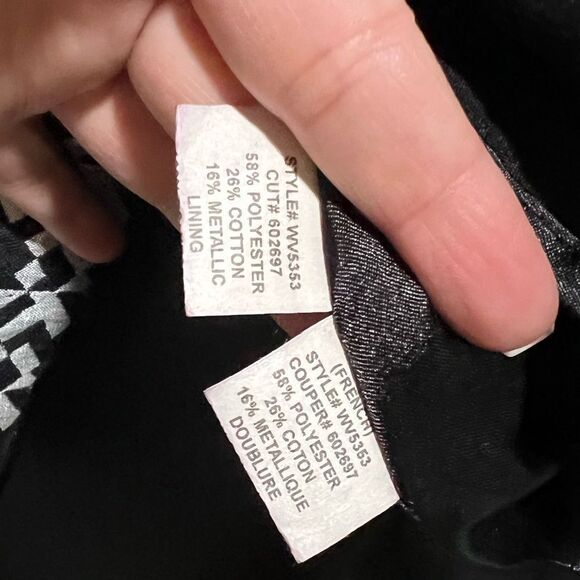 STYLE# WV5353
CUT# 602697
58% POLYESTER
26% COTTON
16% METALLIC
LINING
(FRENCH)
STYLE# WV5353
COUPER# 602697
58% POLYESTER
26% COTON
16% METALLIQUE
DOUBLURE